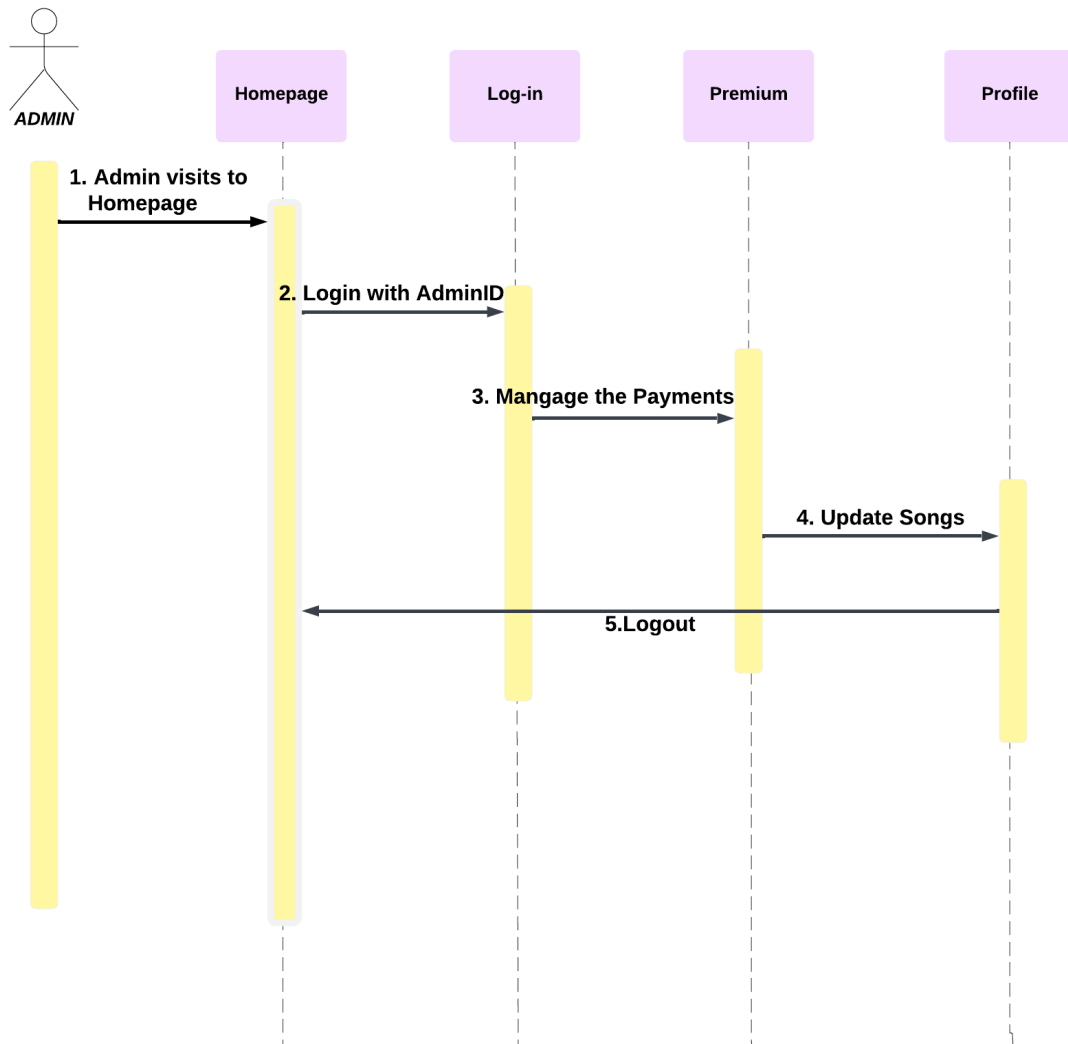 ADMIN
Homepage
Log-in
Premium
Profile
1. Admin visits to
Homepage
2. Login with AdminID
3. Mangage the Payments
4. Update Songs
5.Logout